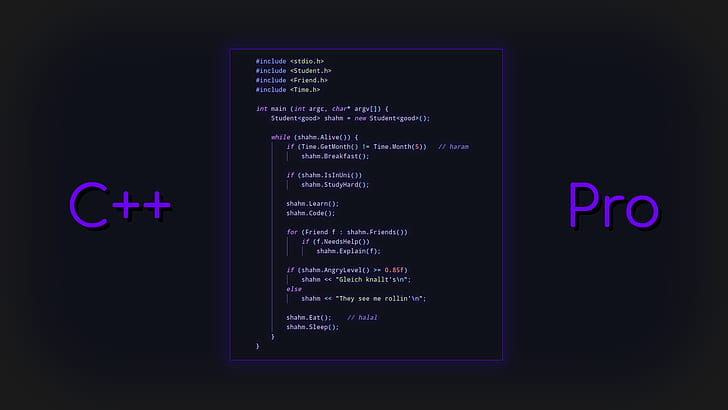 C++
#include <stdio.h>
#include <Student.h>
#include <Friend.h>
#include <Time.h>
int main (int argc, char* argv[]) {
Student<good> shahm = new Student<good>();
while (shahm.Alive()) {
if (Time.GetMonth() != Time.Month(5)) // haram
shahm.Breakfast();
if (shahm.IsInUni())
shahm.StudyHard();
shahm.Learn();
shahm.Code();
for (Friend f : shahm.Friends())
if (f.NeedsHelp())
shahm.Explain(f);
if (shahm.AngryLevel() >= 0.85f)
shahm << "Gleich knallt's\n";
else
shahm << "They see me rollin'\n";
shahm.Eat(); // halal
shahm.Sleep();
}
}
Pro